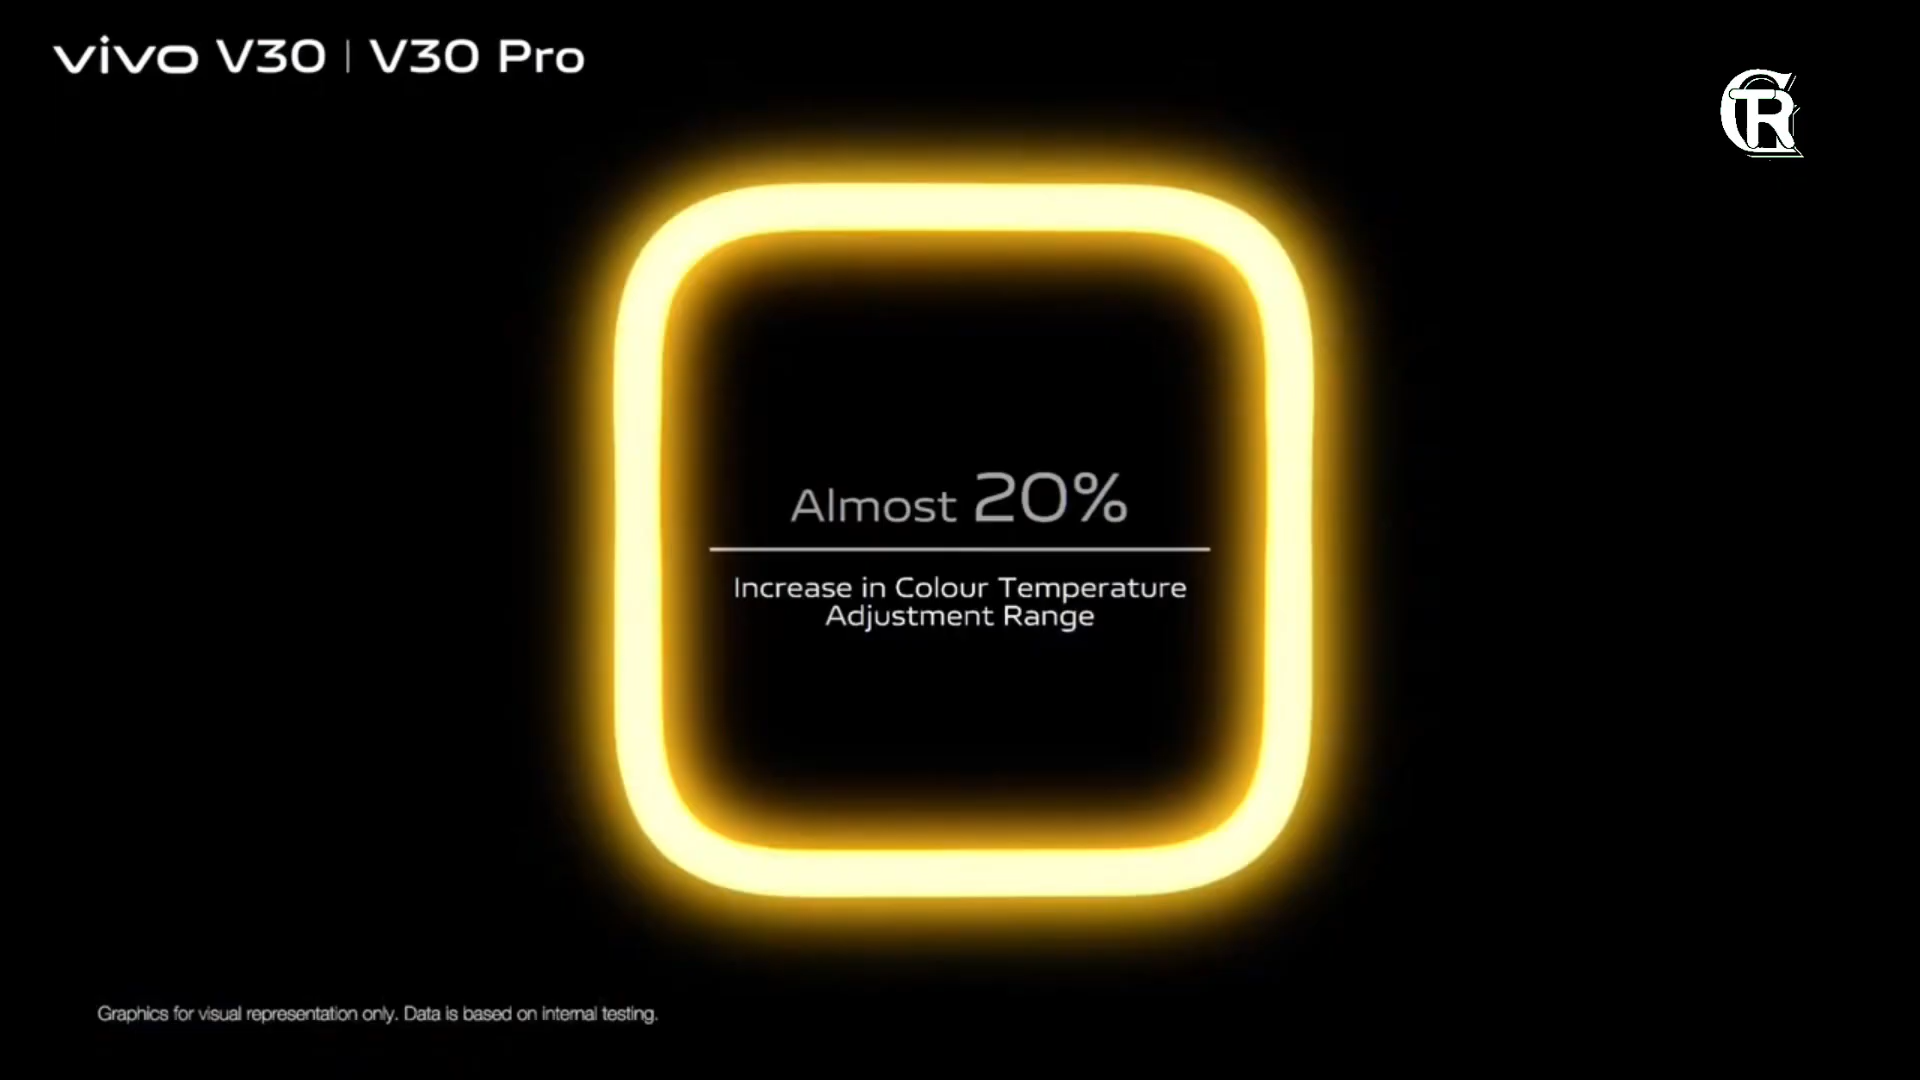 vivo V30 | V30 Pro
Almost 20%
Increase in Colour Temperature
Adjustment Range
Graphics for visual representation only. Data is based on internal testing.